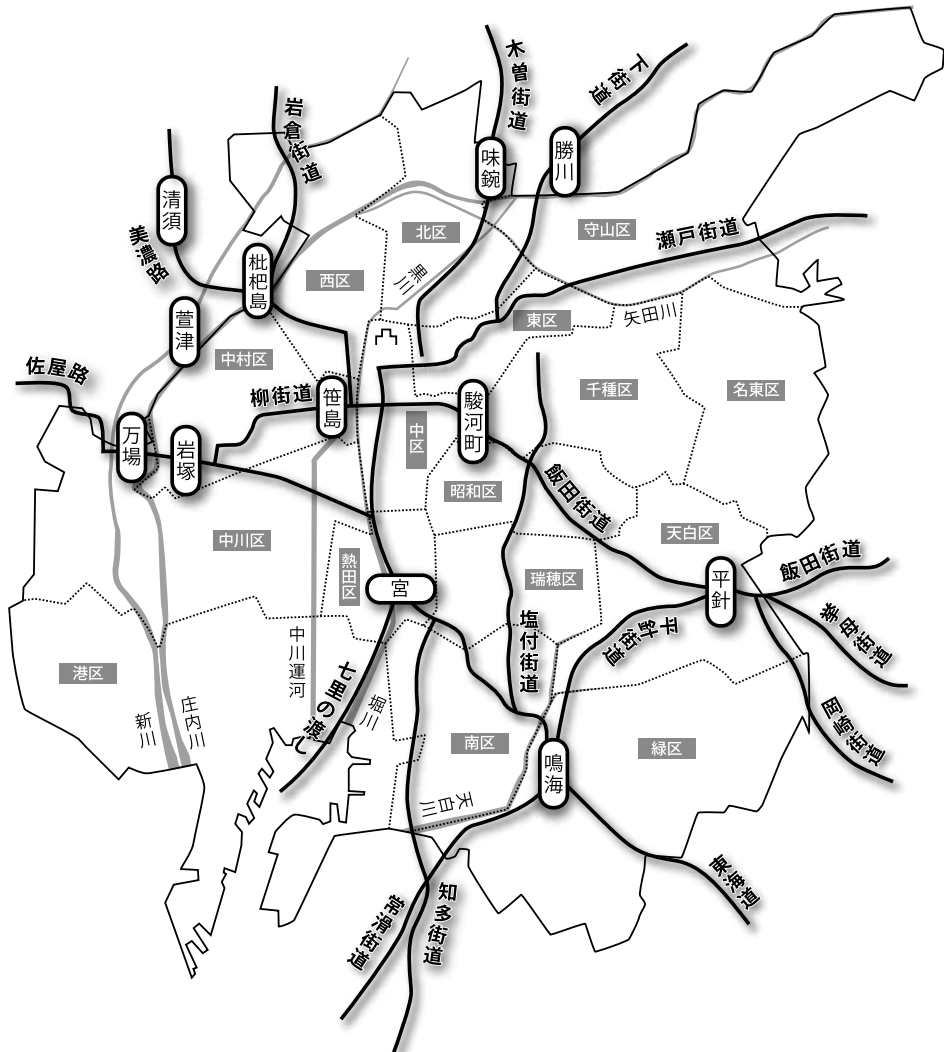 木曽街道
下街道
岩倉街道
味鋺
勝川
清須
美濃路
枇杷島
北区
守山区
瀬戸街道
西区
黒川
萱津
矢田川
東区
中村区
佐屋路
柳街道
笹島
駿河町
千種区
名東区
万場
岩塚
中区
昭和区
飯田街道
中川区
天白区
熱田区
宮
瑞穂区
平針
飯田街道
挙母街道
塩付街道
平針街道
港区
新川
庄内川
中川運河
七里の渡し
堀川
岡崎街道
南区
鳴海
緑区
天白川
東海道
常滑街道
知多街道